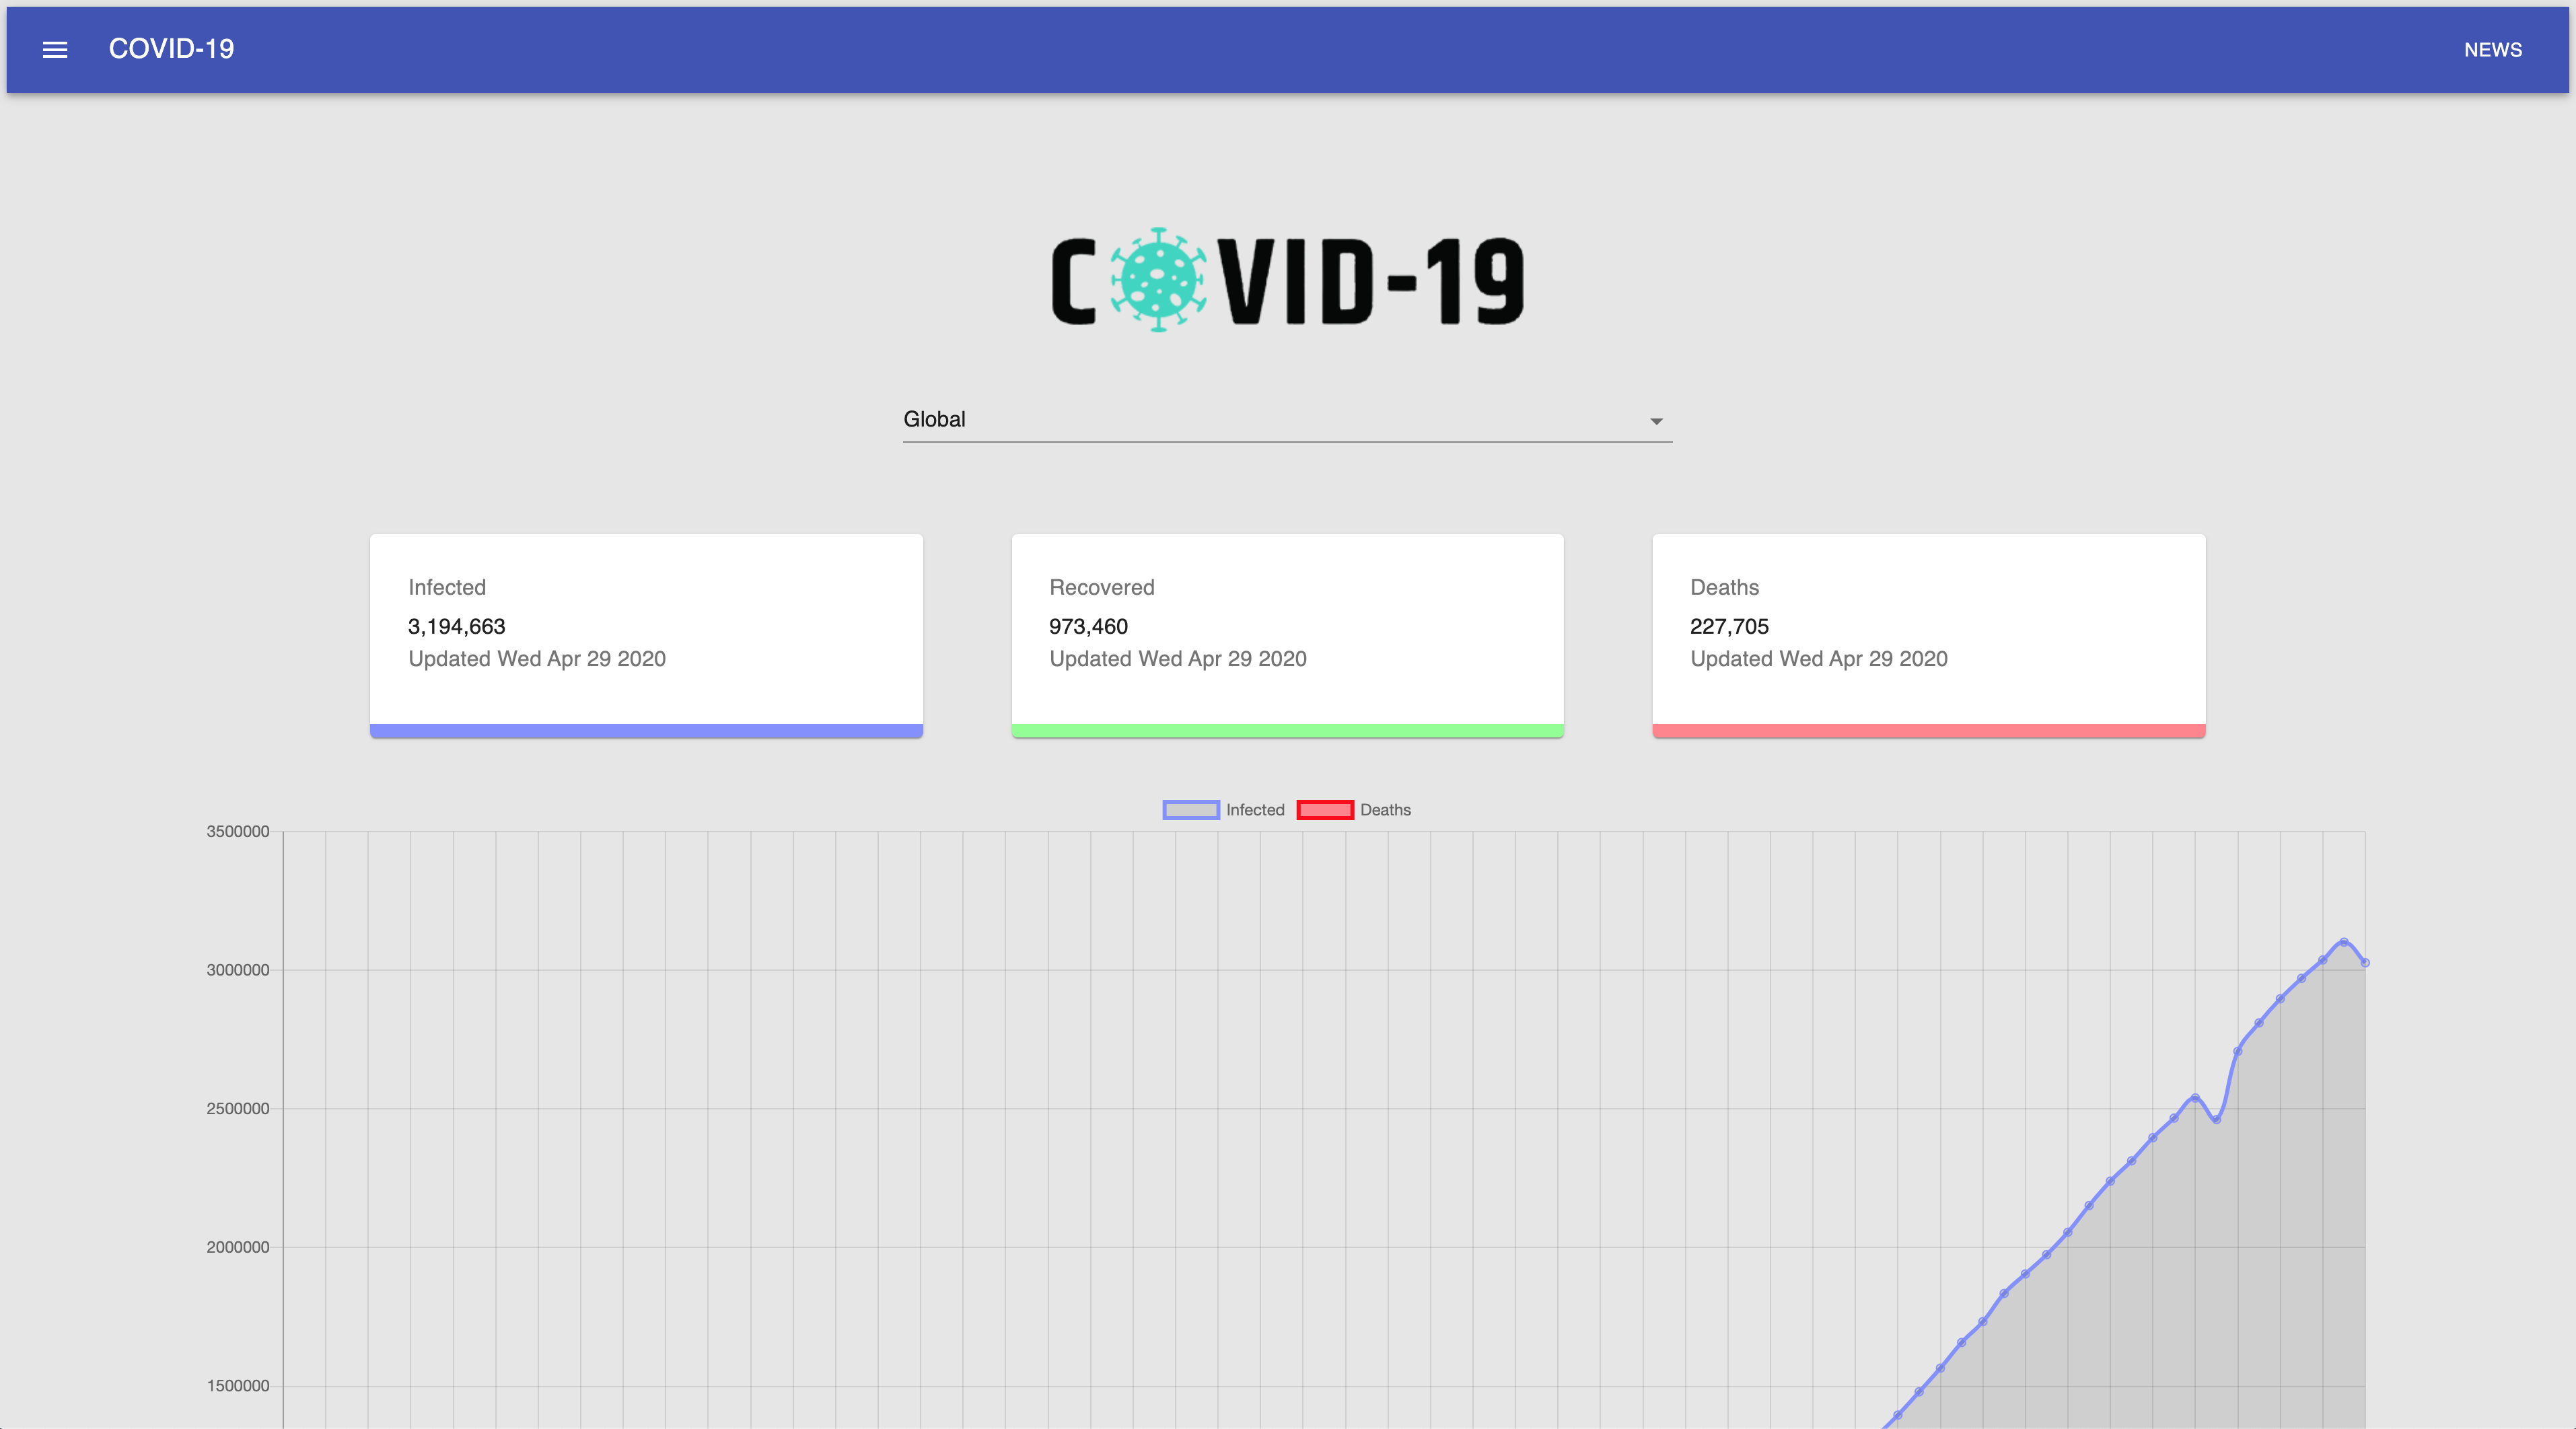 COVID-19
NEWS
COVID-19
Global
Infected
3,194,663
Updated Wed Apr 29 2020
Recovered
973,460
Updated Wed Apr 29 2020
Deaths
227,705
Updated Wed Apr 29 2020
Infected Deaths
3500000
3000000
2500000
2000000
1500000